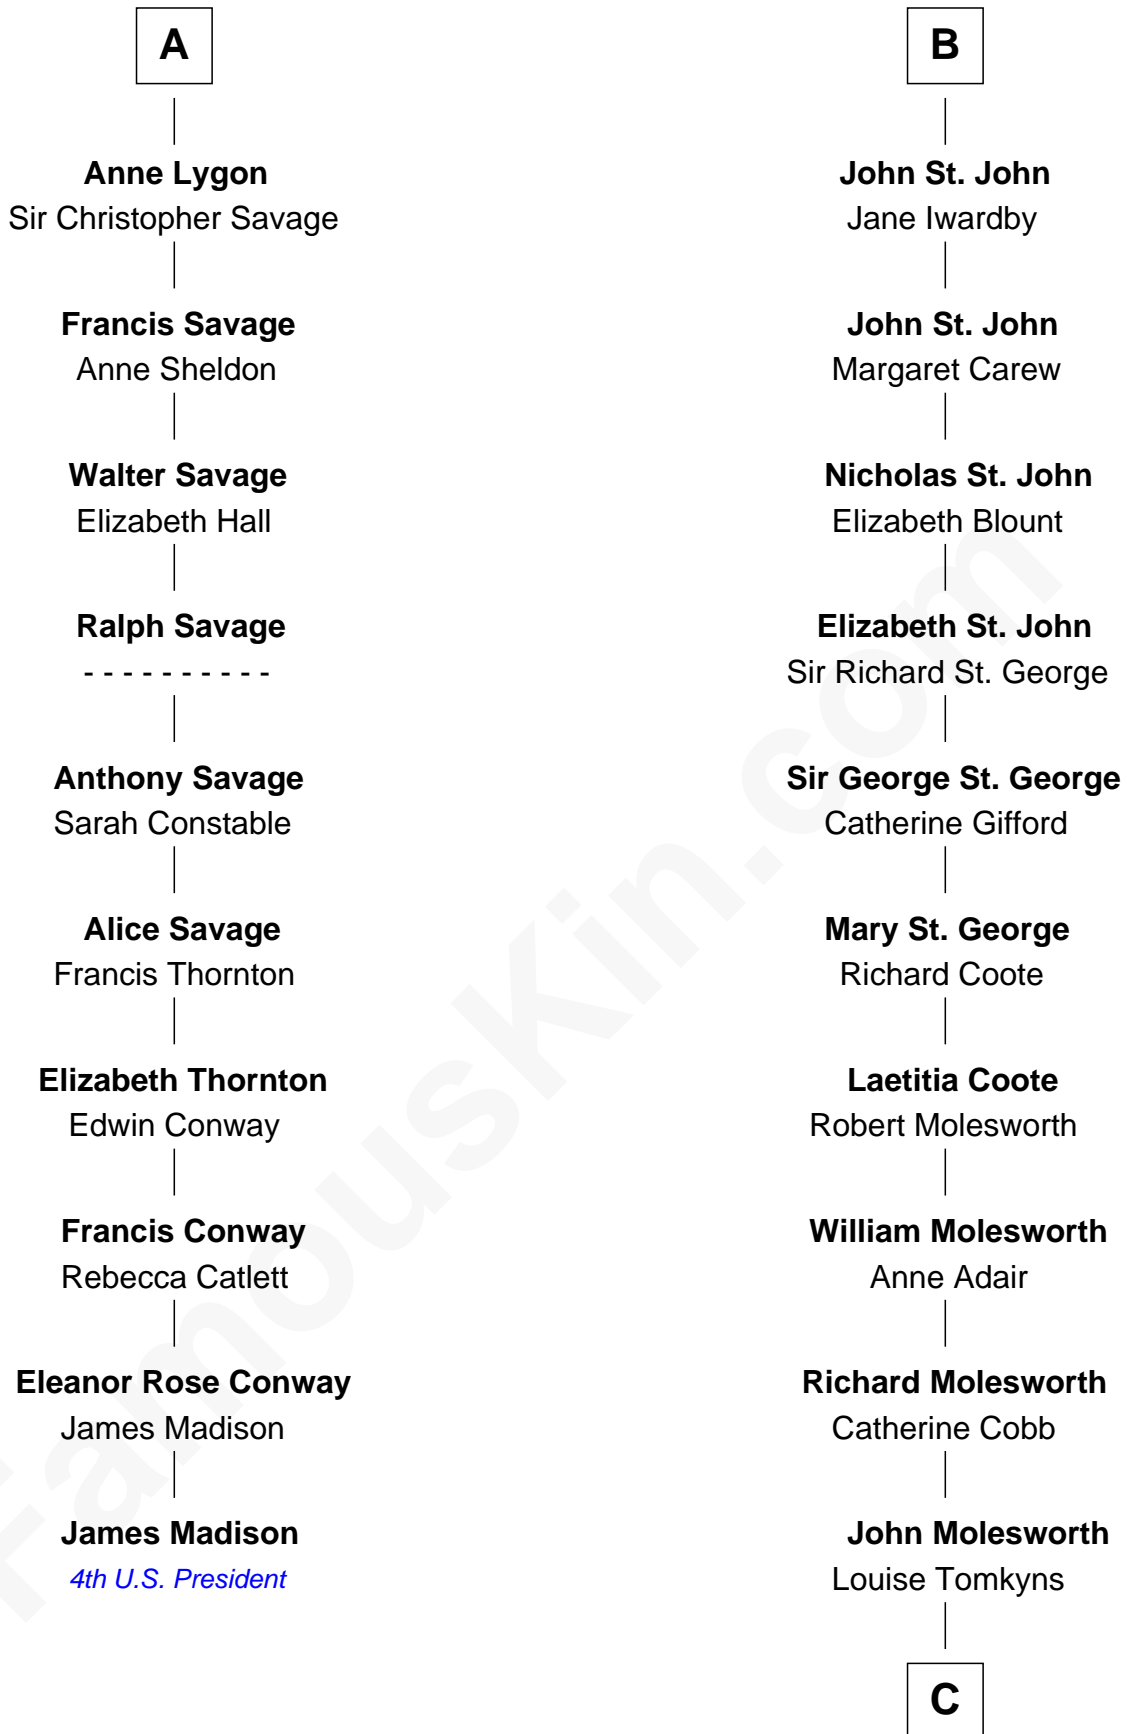 A
Anne Lygon
Sir Christopher Savage
Francis Savage
Anne Sheldon
Walter Savage
Elizabeth Hall
Ralph Savage
- - - - - - - - - -
Anthony Savage
Sarah Constable
Alice Savage
Francis Thornton
Elizabeth Thornton
Edwin Conway
Francis Conway
Rebecca Catlett
Eleanor Rose Conway
James Madison
James Madison
4th U.S. President
B
John St. John
Jane Iwardby
John St. John
Margaret Carew
Nicholas St. John
Elizabeth Blount
Elizabeth St. John
Sir Richard St. George
Sir George St. George
Catherine Gifford
Mary St. George
Richard Coote
Laetitia Coote
Robert Molesworth
William Molesworth
Anne Adair
Richard Molesworth
Catherine Cobb
John Molesworth
Louise Tomkyns
C
FamousKin.com